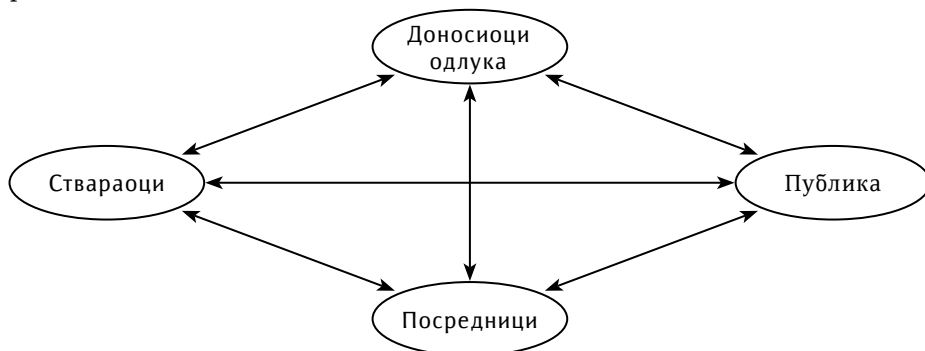 Доносиоци
одлука
Ствараоци
Публика
Посредници